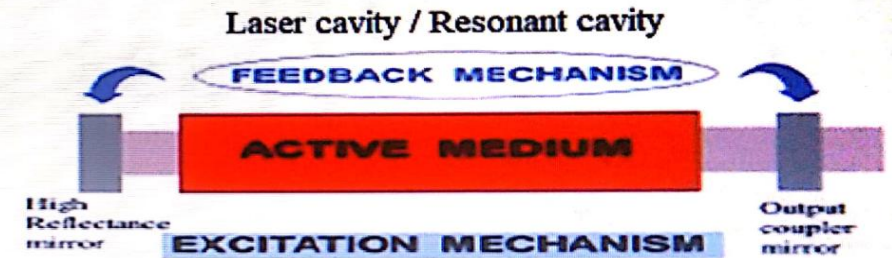 Laser cavity / Resonant cavity
FEEDBACK MECHANISM
ACTIVE MEDIUM
High
Reflectance
mirror
Output
coupler
mirror
EXCITATION MECHANISM